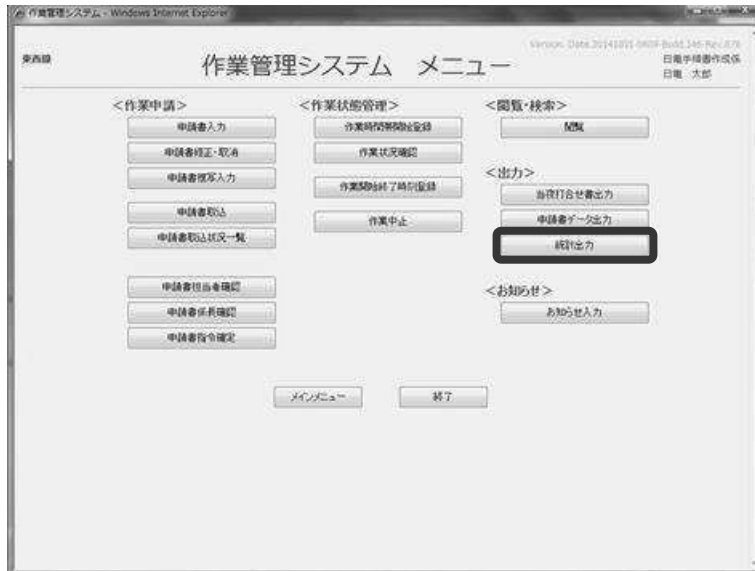 作業管理システム - Windows Internet Explorer
東西線
作業管理システム メニュー
日電手順書作成係
日電 太郎
<作業申請>
申請書入力
申請書修正・取消
申請書複写入力
申請書取込
申請書取込状況一覧
申請書担当者確認
申請書係長確認
申請書指令確定
<作業状態管理>
作業時間帯開始登録
作業状況確認
作業開始終了時刻登録
作業中止
<閲覧・検索>
閲覧
<出力>
当夜打合せ書出力
申請書データ出力
統計出力
<お知らせ>
お知らせ入力
メインメニュー
終了